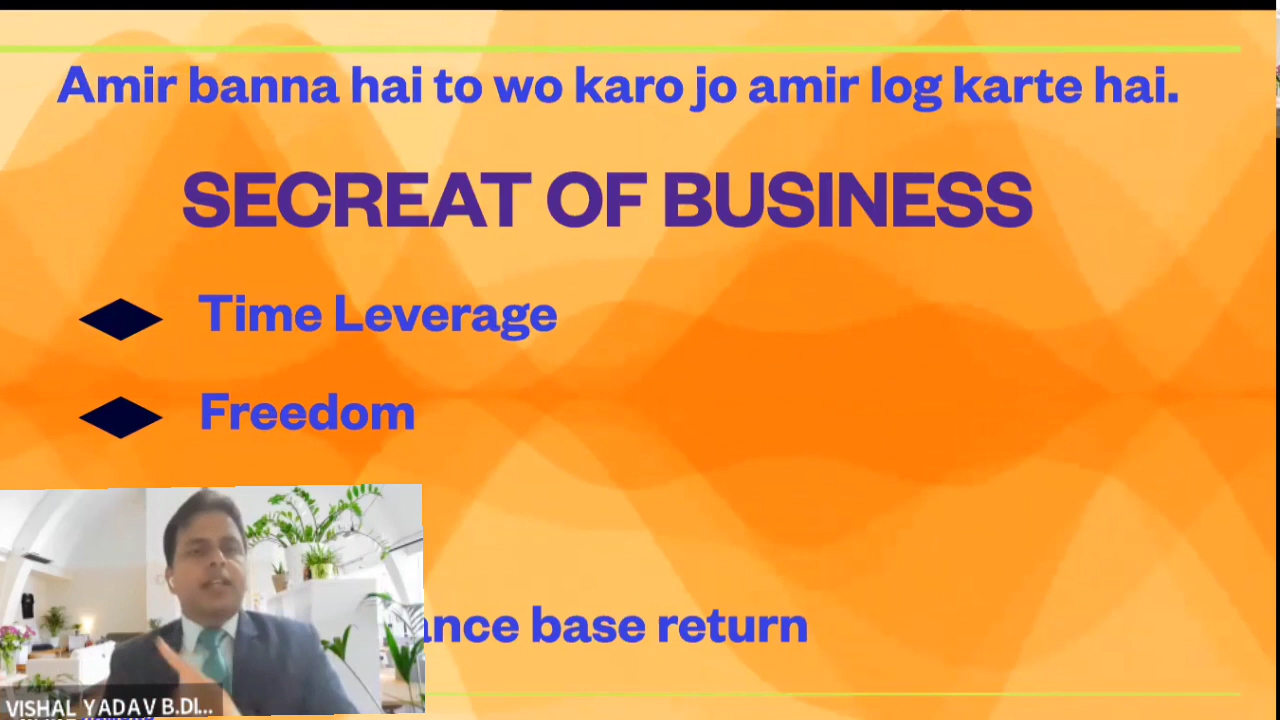 Amir banna hai to wo karo jo amir log karte hai.
SECREAT OF BUSINESS
Time Leverage
Freedom
base return
VISHAL YADAV B.DI...